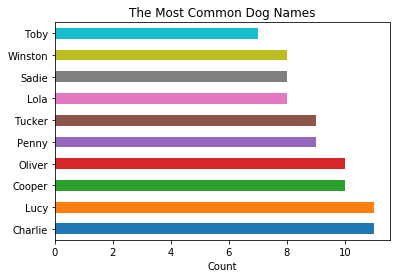 The Most Common Dog Names
Toby
Winston
Sadie
Lola
Tucker
Penny
Oliver
Cooper
Lucy
Charlie
0 2 4 6 8 10
Count